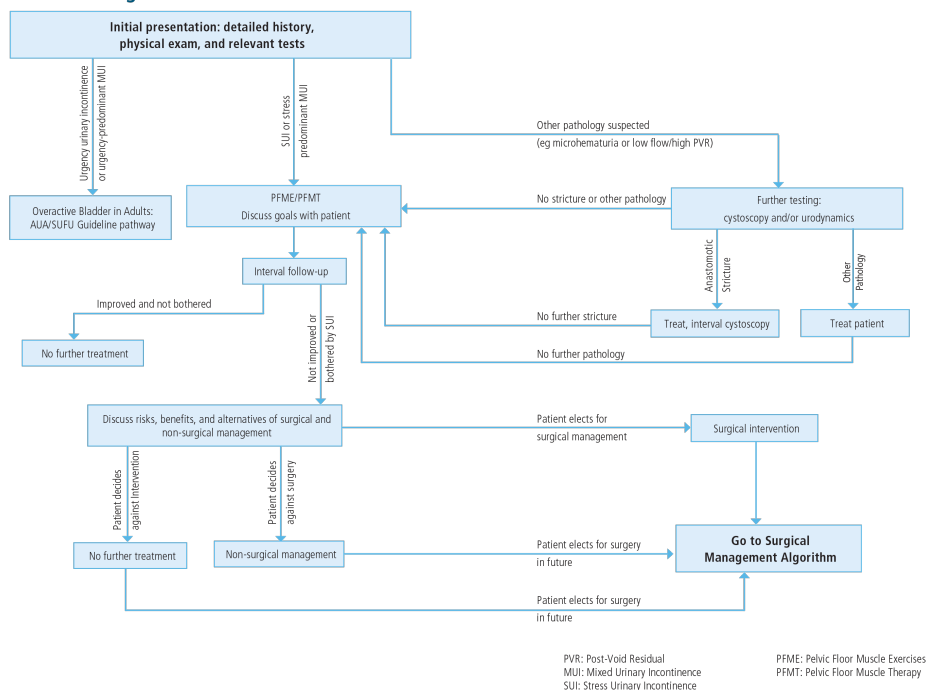 Initial presentation: detailed history,
physical exam, and relevant tests
Urgency urinary incontinence
or urgency-predominant MUI
SUI or stress
predominant MUI
Other pathology suspected
(eg microhematuria or low flow/high PVR)
Overactive Bladder in Adults:
AUA/SUFU Guideline pathway
PFME/PFMT
Discuss goals with patient
No stricture or other pathology
Further testing:
cystoscopy and/or urodynamics
Anastomotic
Stricture
Other
Pathology
Interval follow-up
Improved and not bothered
Not improved or
bothered by SUI
No further stricture
Treat, interval cystoscopy
Treat patient
No further treatment
No further pathology
Discuss risks, benefits, and alternatives of surgical and
non-surgical management
Patient elects for
surgical management
Surgical intervention
Patient decides
against Intervention
Patient decides
against surgery
No further treatment
Non-surgical management
Patient elects for surgery
in future
Go to Surgical
Management Algorithm
Patient elects for surgery
in future
PVR: Post-Void Residual
MUI: Mixed Urinary Incontinence
SUI: Stress Urinary Incontinence
PFME: Pelvic Floor Muscle Exercises
PFMT: Pelvic Floor Muscle Therapy